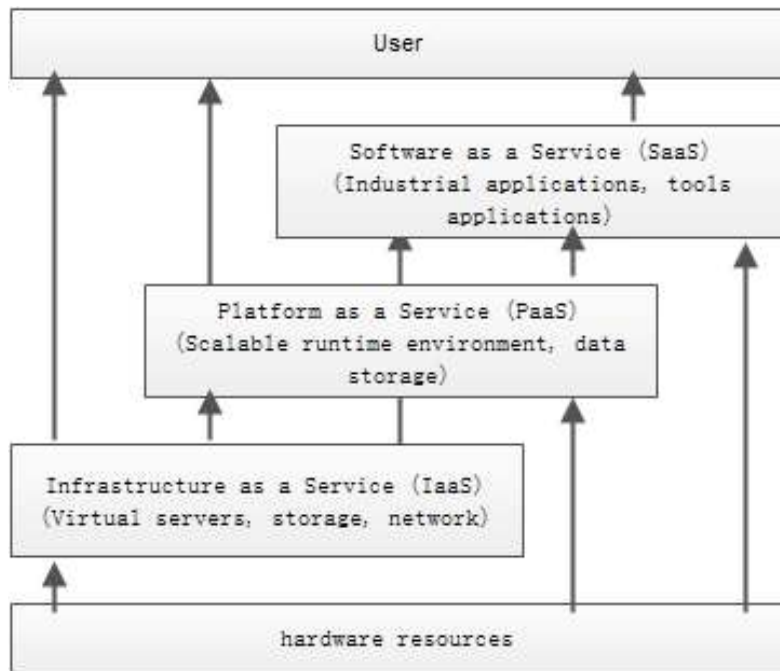 User
Software as a Service (SaaS)
(Industrial applications, tools
applications)
Platform as a Service (PaaS)
(Scalable runtime environment, data
storage)
Infrastructure as a Service (IaaS)
(Virtual servers, storage, network)
hardware resources